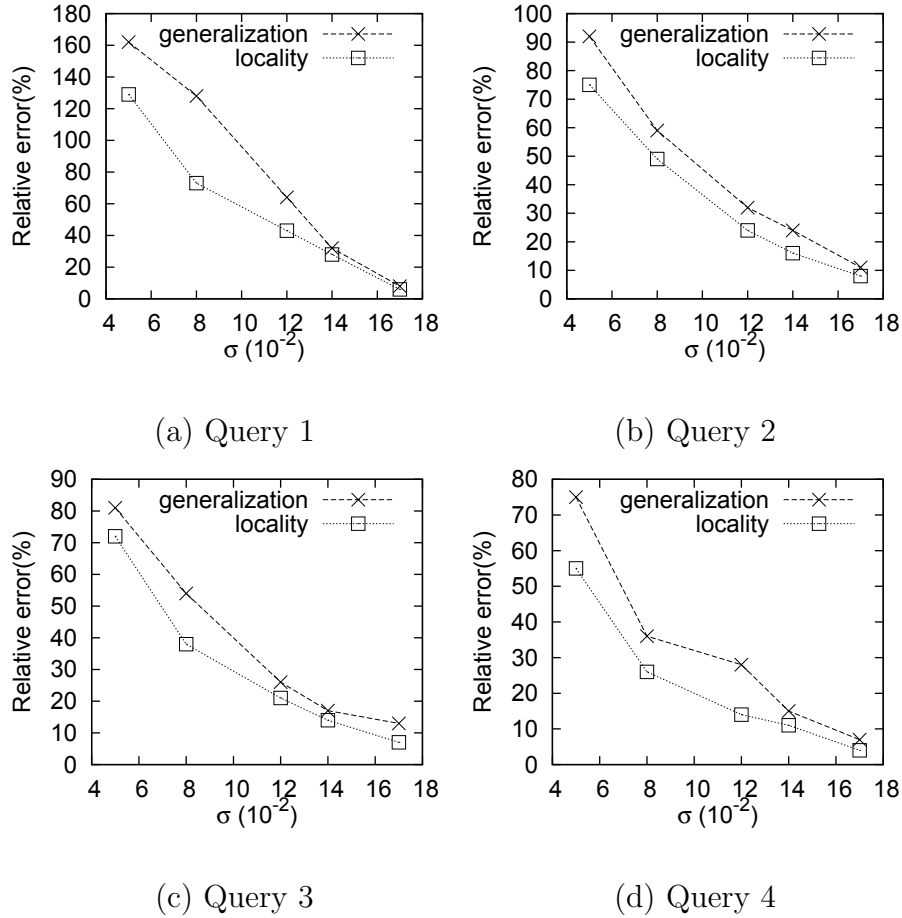 180
160
140
120
100
80
60
40
20
0
Relative error(%)
generalization
locality
4 6 8 10 12 14 16 18
σ (10-2)
(a) Query 1
100
90
80
70
60
50
40
30
20
10
0
Relative error(%)
generalization
locality
4 6 8 10 12 14 16 18
σ (10-2)
(b) Query 2
90
80
70
60
50
40
30
20
10
0
Relative error(%)
generalization
locality
4 6 8 10 12 14 16 18
σ (10-2)
(c) Query 3
80
70
60
50
40
30
20
10
0
Relative error(%)
generalization
locality
4 6 8 10 12 14 16 18
σ (10-2)
(d) Query 4